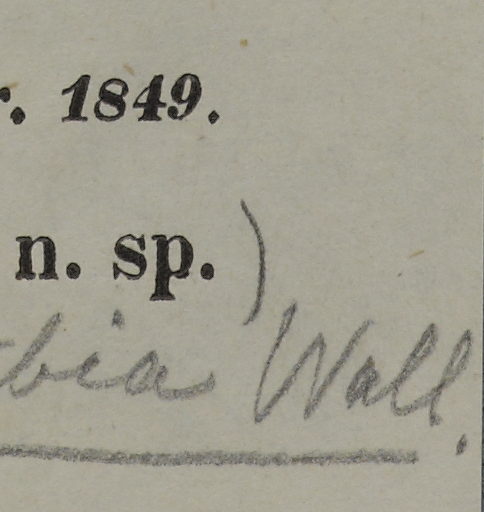 r. 1849.
n. sp.)
bia Wall.